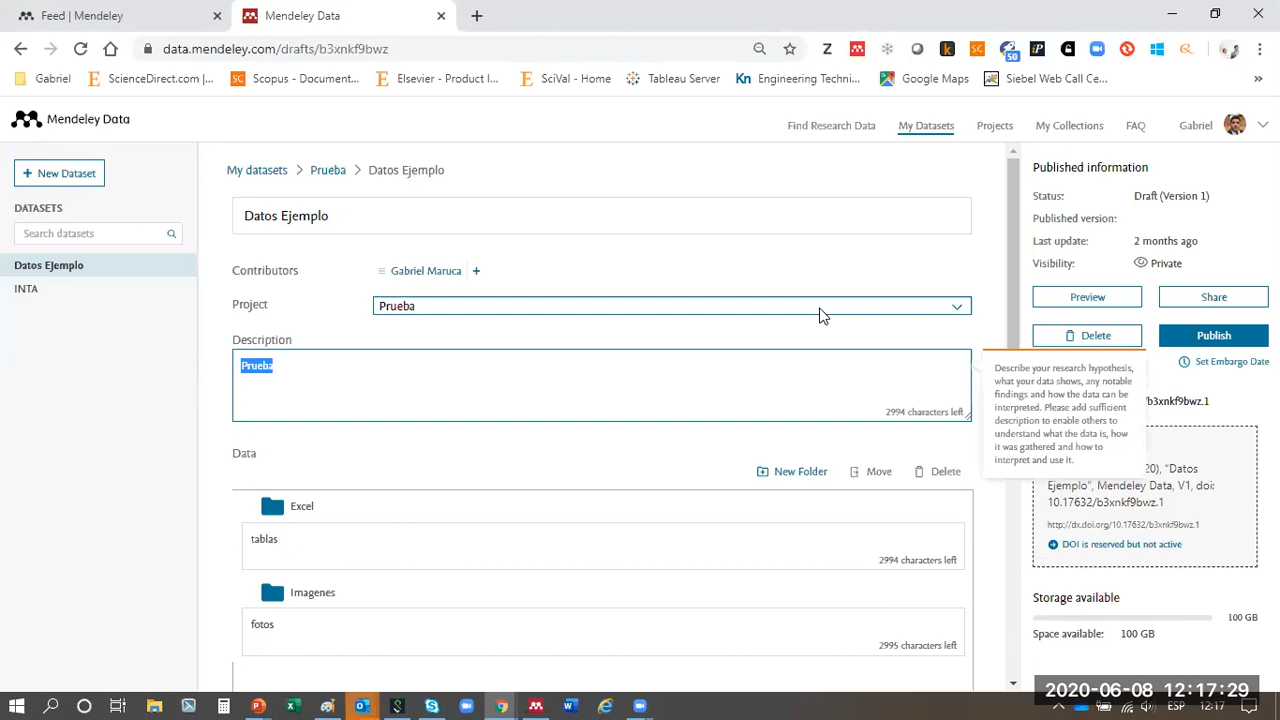 Feed | Mendeley
Mendeley Data
data.mendeley.com/drafts/b3xnkf9bwz
Z
50
iP
Gabriel
ScienceDirect.com |...
Scopus - Document...
Elsevier - Product I...
SciVal - Home
Tableau Server
Kn Engineering Techni...
Google Maps
Siebel Web Call Ce...
»
Mendeley Data
Find Research Data
My Datasets
Projects
My Collections
FAQ
Gabriel
+ New Dataset
DATASETS
Search datasets
Datos EJemplo
INTA
My datasets > Prueba > Datos Ejemplo
Datos Ejemplo
Contributors
Gabriel Maruca +
Project
Prueba
Description
Prueba
2994 characters left
Data
New Folder
Move
Delete
Excel
tablas
2994 characters left
Imagenes
fotos
2995 characters left
Published information
Status: Draft (Version 1)
Published version:
Last update: 2 months ago
Visibility: Private
Preview
Share
Delete
Publish
Set Embargo Date
Describe your research hypothesis,
what your data shows, any notable
findings and how the data can be
interpreted. Please add sufficient
description to enable others to
understand what the data is, how
it was gathered and how to
interpret and use it.
/b3xnkf9bwz.1
20), "Datos
Ejemplo", Mendeley Data, V1, doi:
10.17632/b3xnkf9bwz.1
http://dx.doi.org/10.17632/b3xnkf9bwz.1
DOI is reserved but not active
Storage available
100 GB
Space available: 100 GB
2020-06-08 12:17:29
ESP
12:17